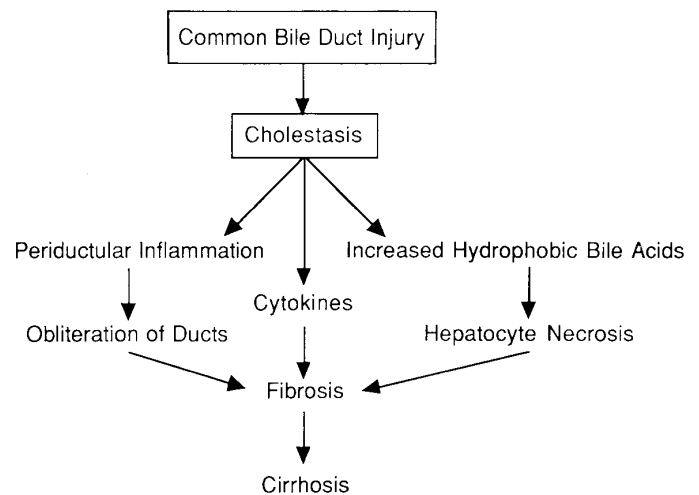 Common Bile Duct Injury
Cholestasis
Periductular Inflammation
Increased Hydrophobic Bile Acids
Cytokines
Obliteration of Ducts
Hepatocyte Necrosis
Fibrosis
Cirrhosis